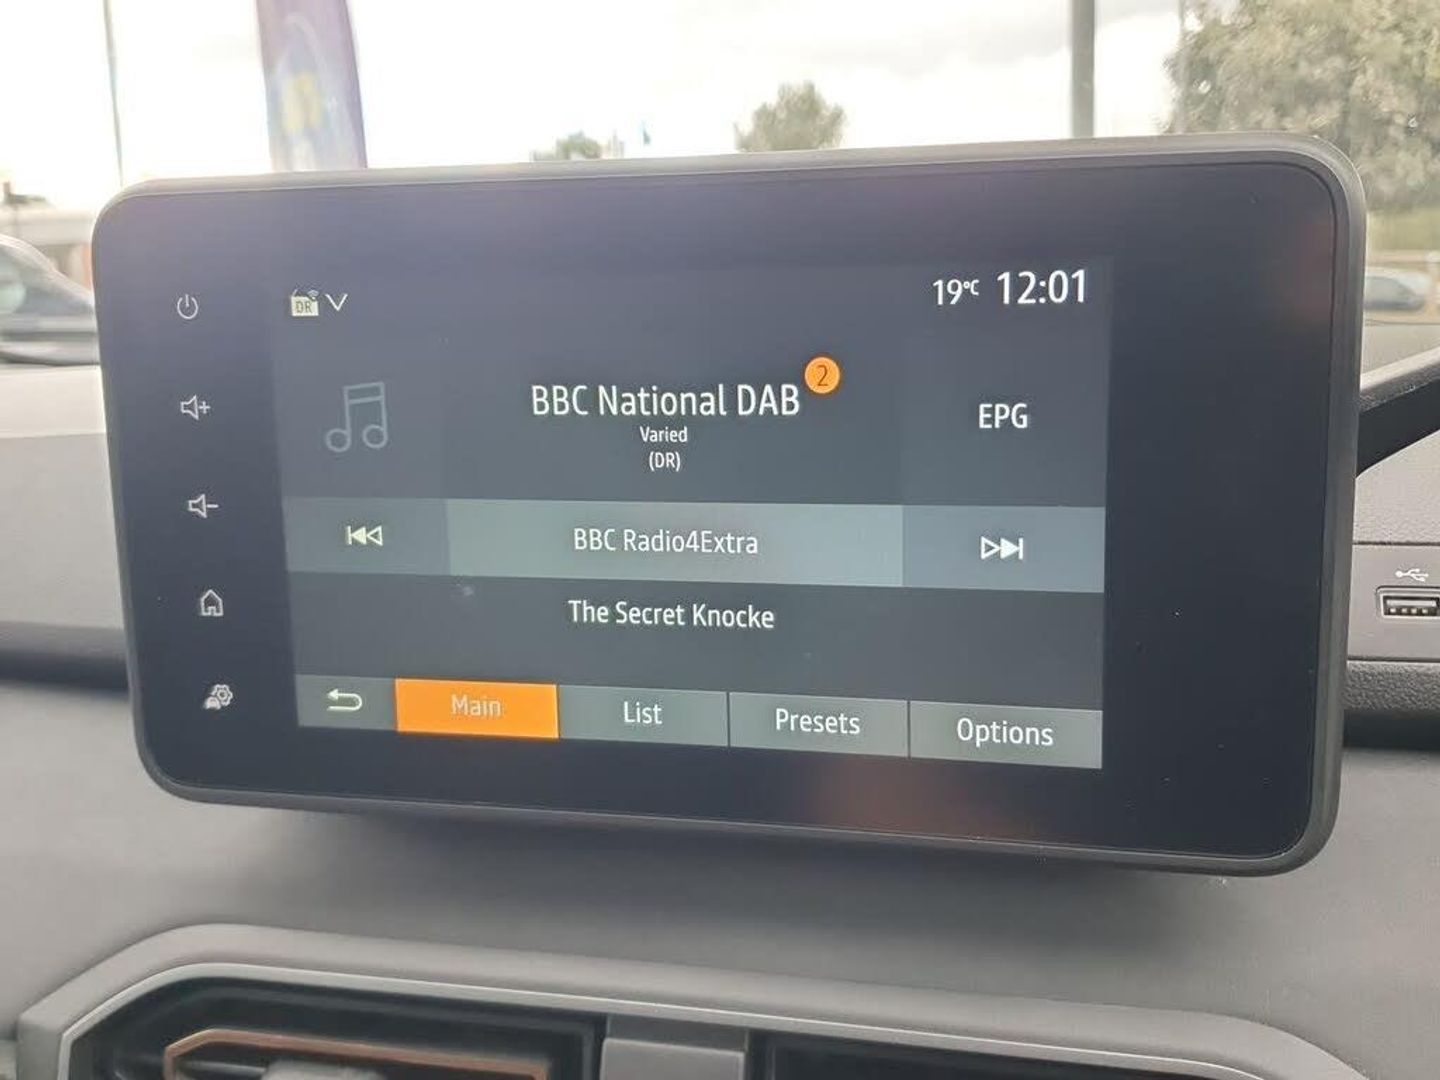 DR
19°C 12:01
BBC National DAB 2
Varied
(DR)
EPG
BBC Radio4Extra
The Secret Knocke
Main List Presets Options